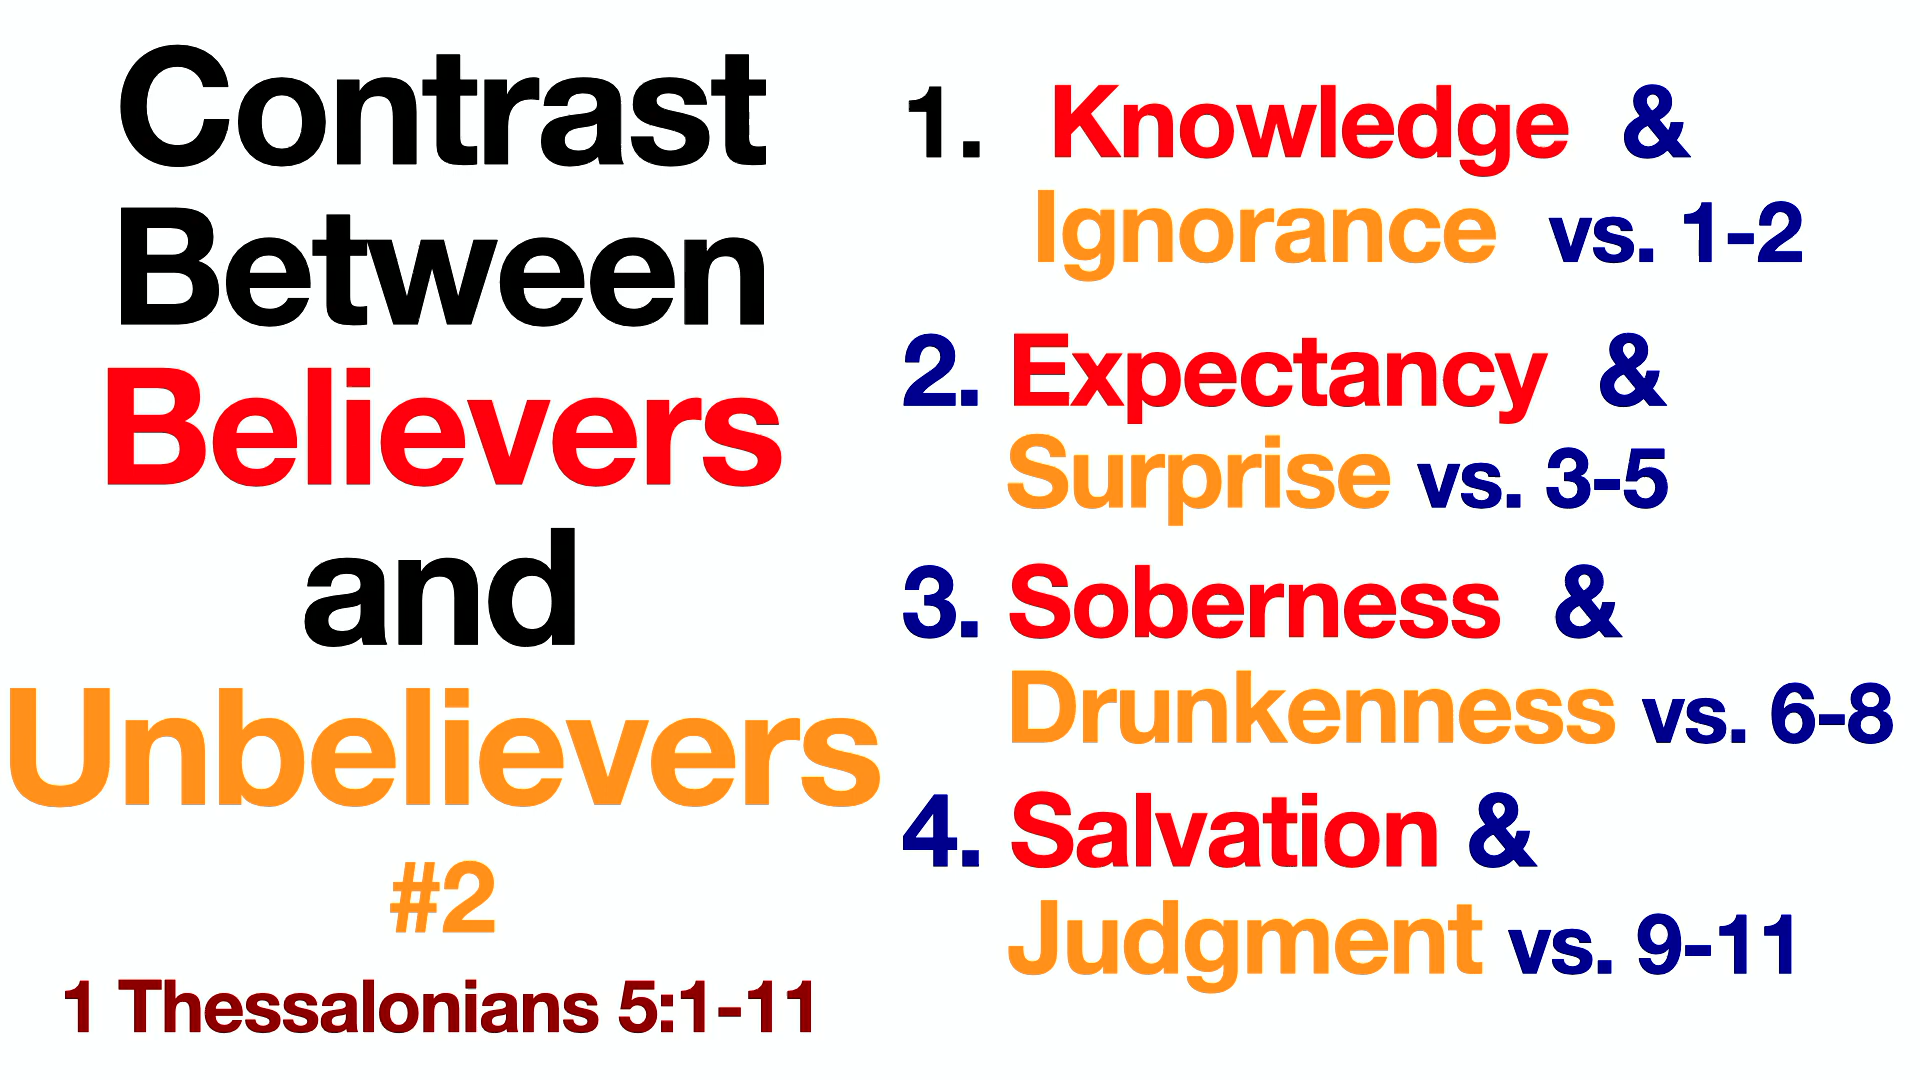 Contrast
Between
Believers
and
Unbelievers
#2
1 Thessalonians 5:1-11
1. Knowledge &
Ignorance vs. 1-2
2. Expectancy &
Surprise vs. 3-5
3. Soberness &
Drunkenness vs. 6-8
4. Salvation &
Judgment vs. 9-11